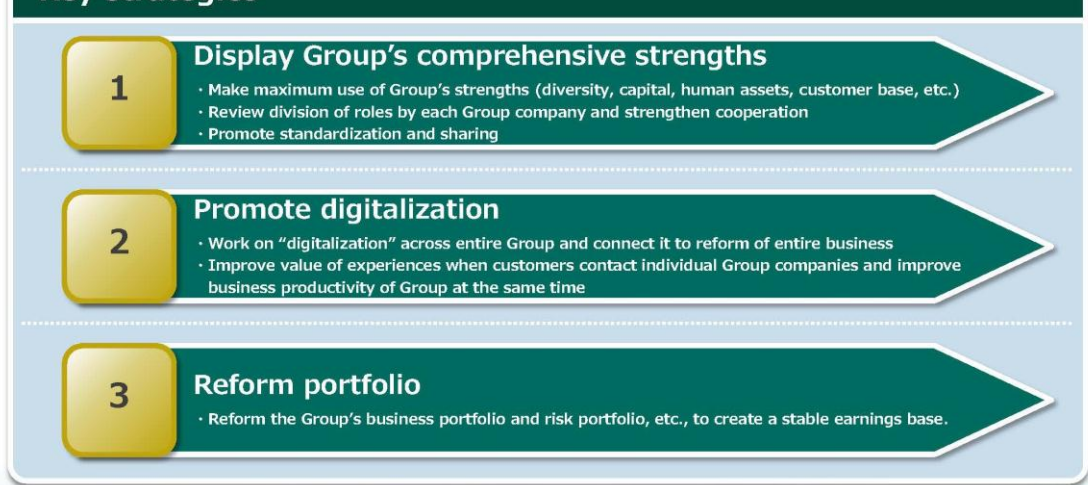 1
Display Group’s comprehensive strengths
· Make maximum use of Group’s strengths (diversity, capital, human assets, customer base, etc.)
· Review division of roles by each Group company and strengthen cooperation
· Promote standardization and sharing
2
Promote digitalization
· Work on “digitalization” across entire Group and connect it to reform of entire business
· Improve value of experiences when customers contact individual Group companies and improve
business productivity of Group at the same time
3
Reform portfolio
· Reform the Group’s business portfolio and risk portfolio, etc., to create a stable earnings base.